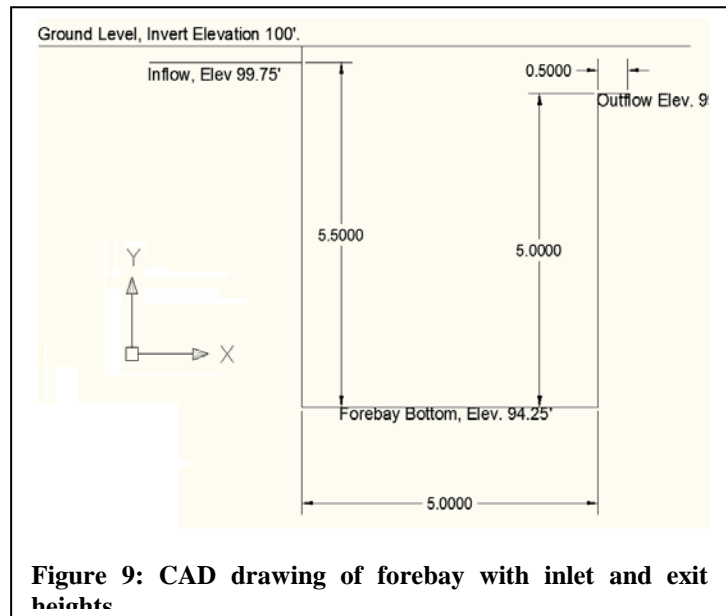 Ground Level, Invert Elevation 100'.
Inflow, Elev 99.75'
0.5000
Outflow Elev.
5.5000
5.0000
Y
X
Forebay Bottom, Elev. 94.25'
5.0000
Figure 9: CAD drawing of forebay with inlet and exit
heights